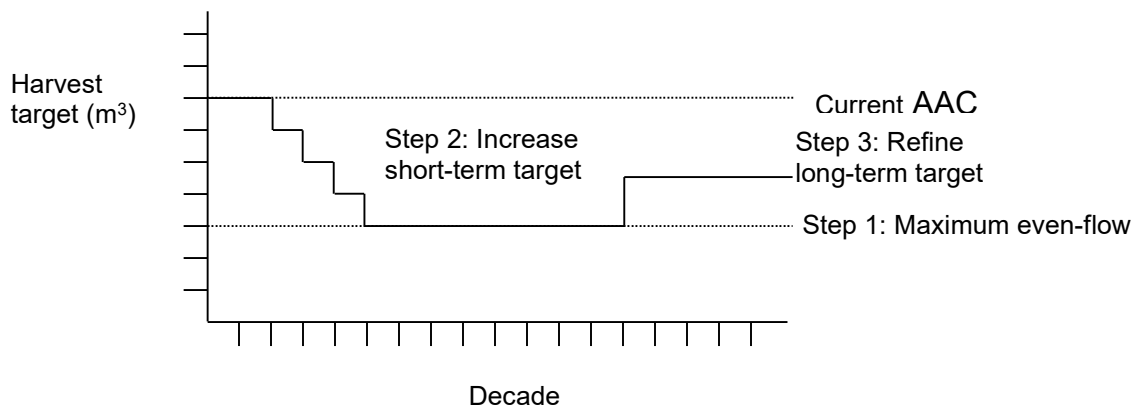 Harvest
target (m³)
Current AAC
Step 2: Increase
short-term target
Step 3: Refine
long-term target
Step 1: Maximum even-flow
Decade